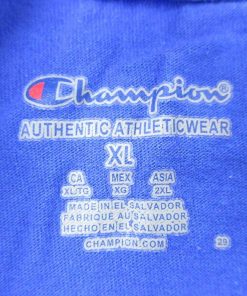 Champion®
AUTHENTIC ATHLETICWEAR
XL
CA MEX ASIA
XL/TG XG 2XL
MADE IN EL SALVADOR
FABRIQUE AU SALVADOR
HECHO EN EL SALVADOR
CHAMPION.COM
29